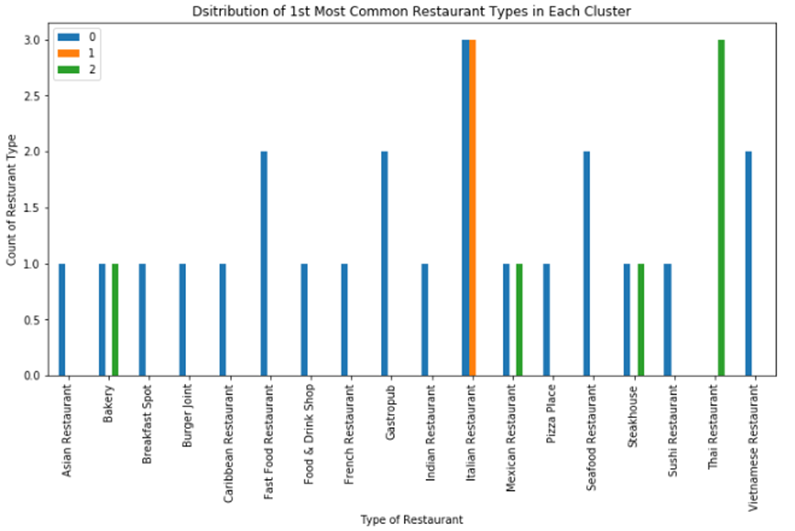 Dsitribution of 1st Most Common Restaurant Types in Each Cluster
0
1
2
Count of Resturant Type
3.0
2.5
2.0
1.5
1.0
0.5
0.0
Asian Restaurant
Bakery
Breakfast Spot
Burger Joint
Caribbean Restaurant
Fast Food Restaurant
Food & Drink Shop
French Restaurant
Gastropub
Indian Restaurant
Italian Restaurant
Mexican Restaurant
Pizza Place
Seafood Restaurant
Steakhouse
Sushi Restaurant
Thai Restaurant
Vietnamese Restaurant
Type of Restaurant